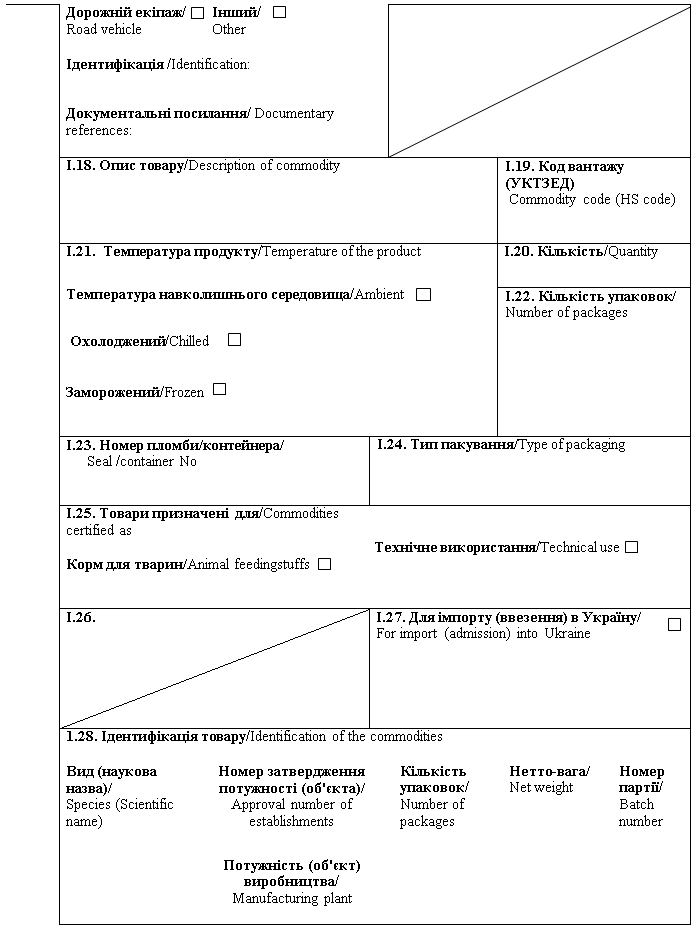 Дорожній екіпаж/ ☐ Інший/ ☐
Road vehicle Other
Ідентифікація /Identification:
Документальні посилання/ Documentary
references:
I.18. Опис товару/Description of commodity
I.19. Код вантажу
(УКТЗЕД)
Commodity code (HS code)
I.21. Температура продукту/Temperature of the product
I.20. Кількість/Quantity
Температура навколишнього середовища/Ambient ☐
I.22. Кількість упаковок/
Number of packages
Охолоджений/Chilled ☐
Заморожений/Frozen ☐
I.23. Номер пломби/контейнера/
Seal /container No
I.24. Тип пакування/Type of packaging
I.25. Товари призначені для/Commodities
certified as
Технічне використання/Technical use ☐
Корм для тварин/Animal feedingstuffs ☐
I.26.
I.27. Для імпорту (ввезення) в Україну/ ☐
For import (admission) into Ukraine
1.28. Ідентифікація товару/Identification of the commodities
Вид (наукова
назва)/
Species (Scientific
name)
Номер затвердження
потужності (об'єкта)/
Approval number of
establishments
Кількість
упаковок/
Number of
packages
Нетто-вага/
Net weight
Номер
партії/
Batch
number
Потужність (об'єкт)
виробництва/
Manufacturing plant